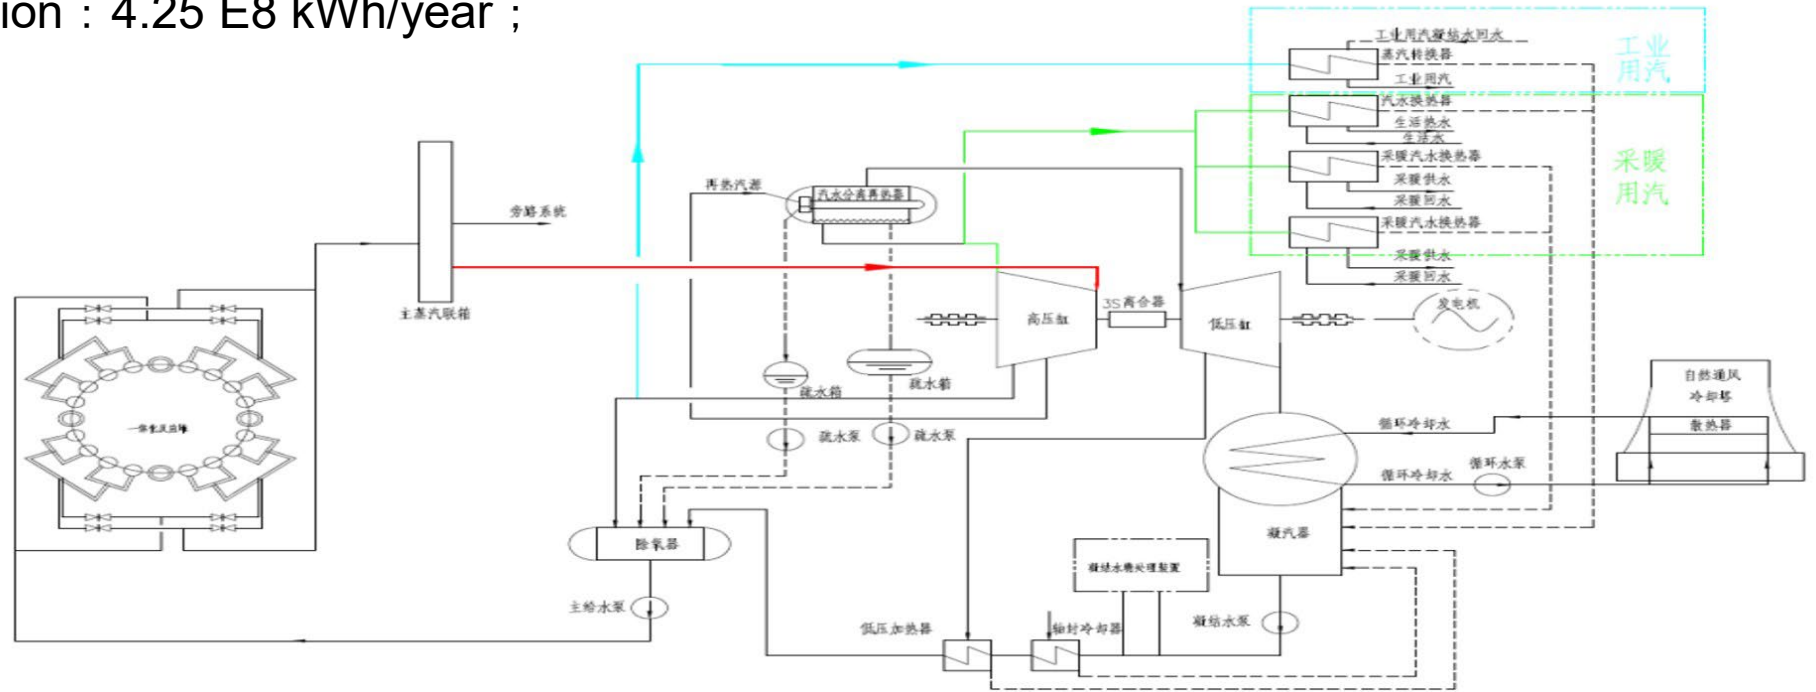 ion：4.25 E8 kWh/year；
工业用汽凝结水回水
蒸汽转换器
工业用汽
工业
用汽
汽水换热器
生活热水
生活水
采暖汽水换热器
采暖供水
采暖回水
采暖汽水换热器
采暖供水
采暖回水
采暖
用汽
再热汽源
汽水分离再热器
旁路系统
主蒸汽联箱
高压缸
3S离合器
低压缸
发电机
一体化反应堆
疏水箱
疏水箱
疏水泵
疏水泵
自然通风
冷却塔
散热器
循环冷却水
循环冷却水
循环水泵
除氧器
凝汽器
凝结水精处理装置
主给水泵
低压加热器
轴封冷却器
凝结水泵